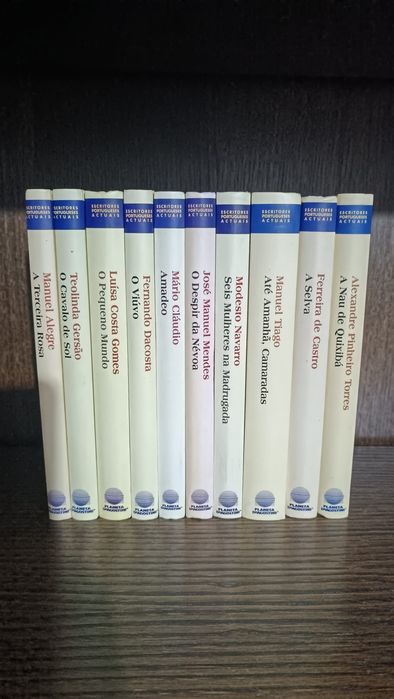 ESCRITORES
PORTUGUESES
ACTUAIS
Manuel Alegre
A Terceira Rosa
PLANETA
DeAGOSTINI
ESCRITORES
PORTUGUESES
ACTUAIS
Teolinda Gersão
O Cavalo de Sol
PLANETA
DeAGOSTINI
ESCRITORES
PORTUGUESES
ACTUAIS
Luísa Costa Gomes
O Pequeno Mundo
PLANETA
DeAGOSTINI
ESCRITORES
PORTUGUESES
ACTUAIS
Fernando Dacosta
O Viúvo
PLANETA
DeAGOSTINI
ESCRITORES
PORTUGUESES
ACTUAIS
Mário Cláudio
Amadeo
PLANETA
DeAGOSTINI
ESCRITORES
PORTUGUESES
ACTUAIS
José Manuel Mendes
O Despir da Névoa
PLANETA
DeAGOSTINI
ESCRITORES
PORTUGUESES
ACTUAIS
Modesto Navarro
Seis Mulheres na Madrugada
PLANETA
DeAGOSTINI
ESCRITORES
PORTUGUESES
ACTUAIS
Manuel Tiago
Até Amanhã, Camaradas
PLANETA
DeAGOSTINI
ESCRITORES
PORTUGUESES
ACTUAIS
Ferreira de Castro
A Selva
PLANETA
DeAGOSTINI
ESCRITORES
PORTUGUESES
ACTUAIS
Alexandre Pinheiro Torres
A Nau de Quixibá
PLANETA
DeAGOSTINI